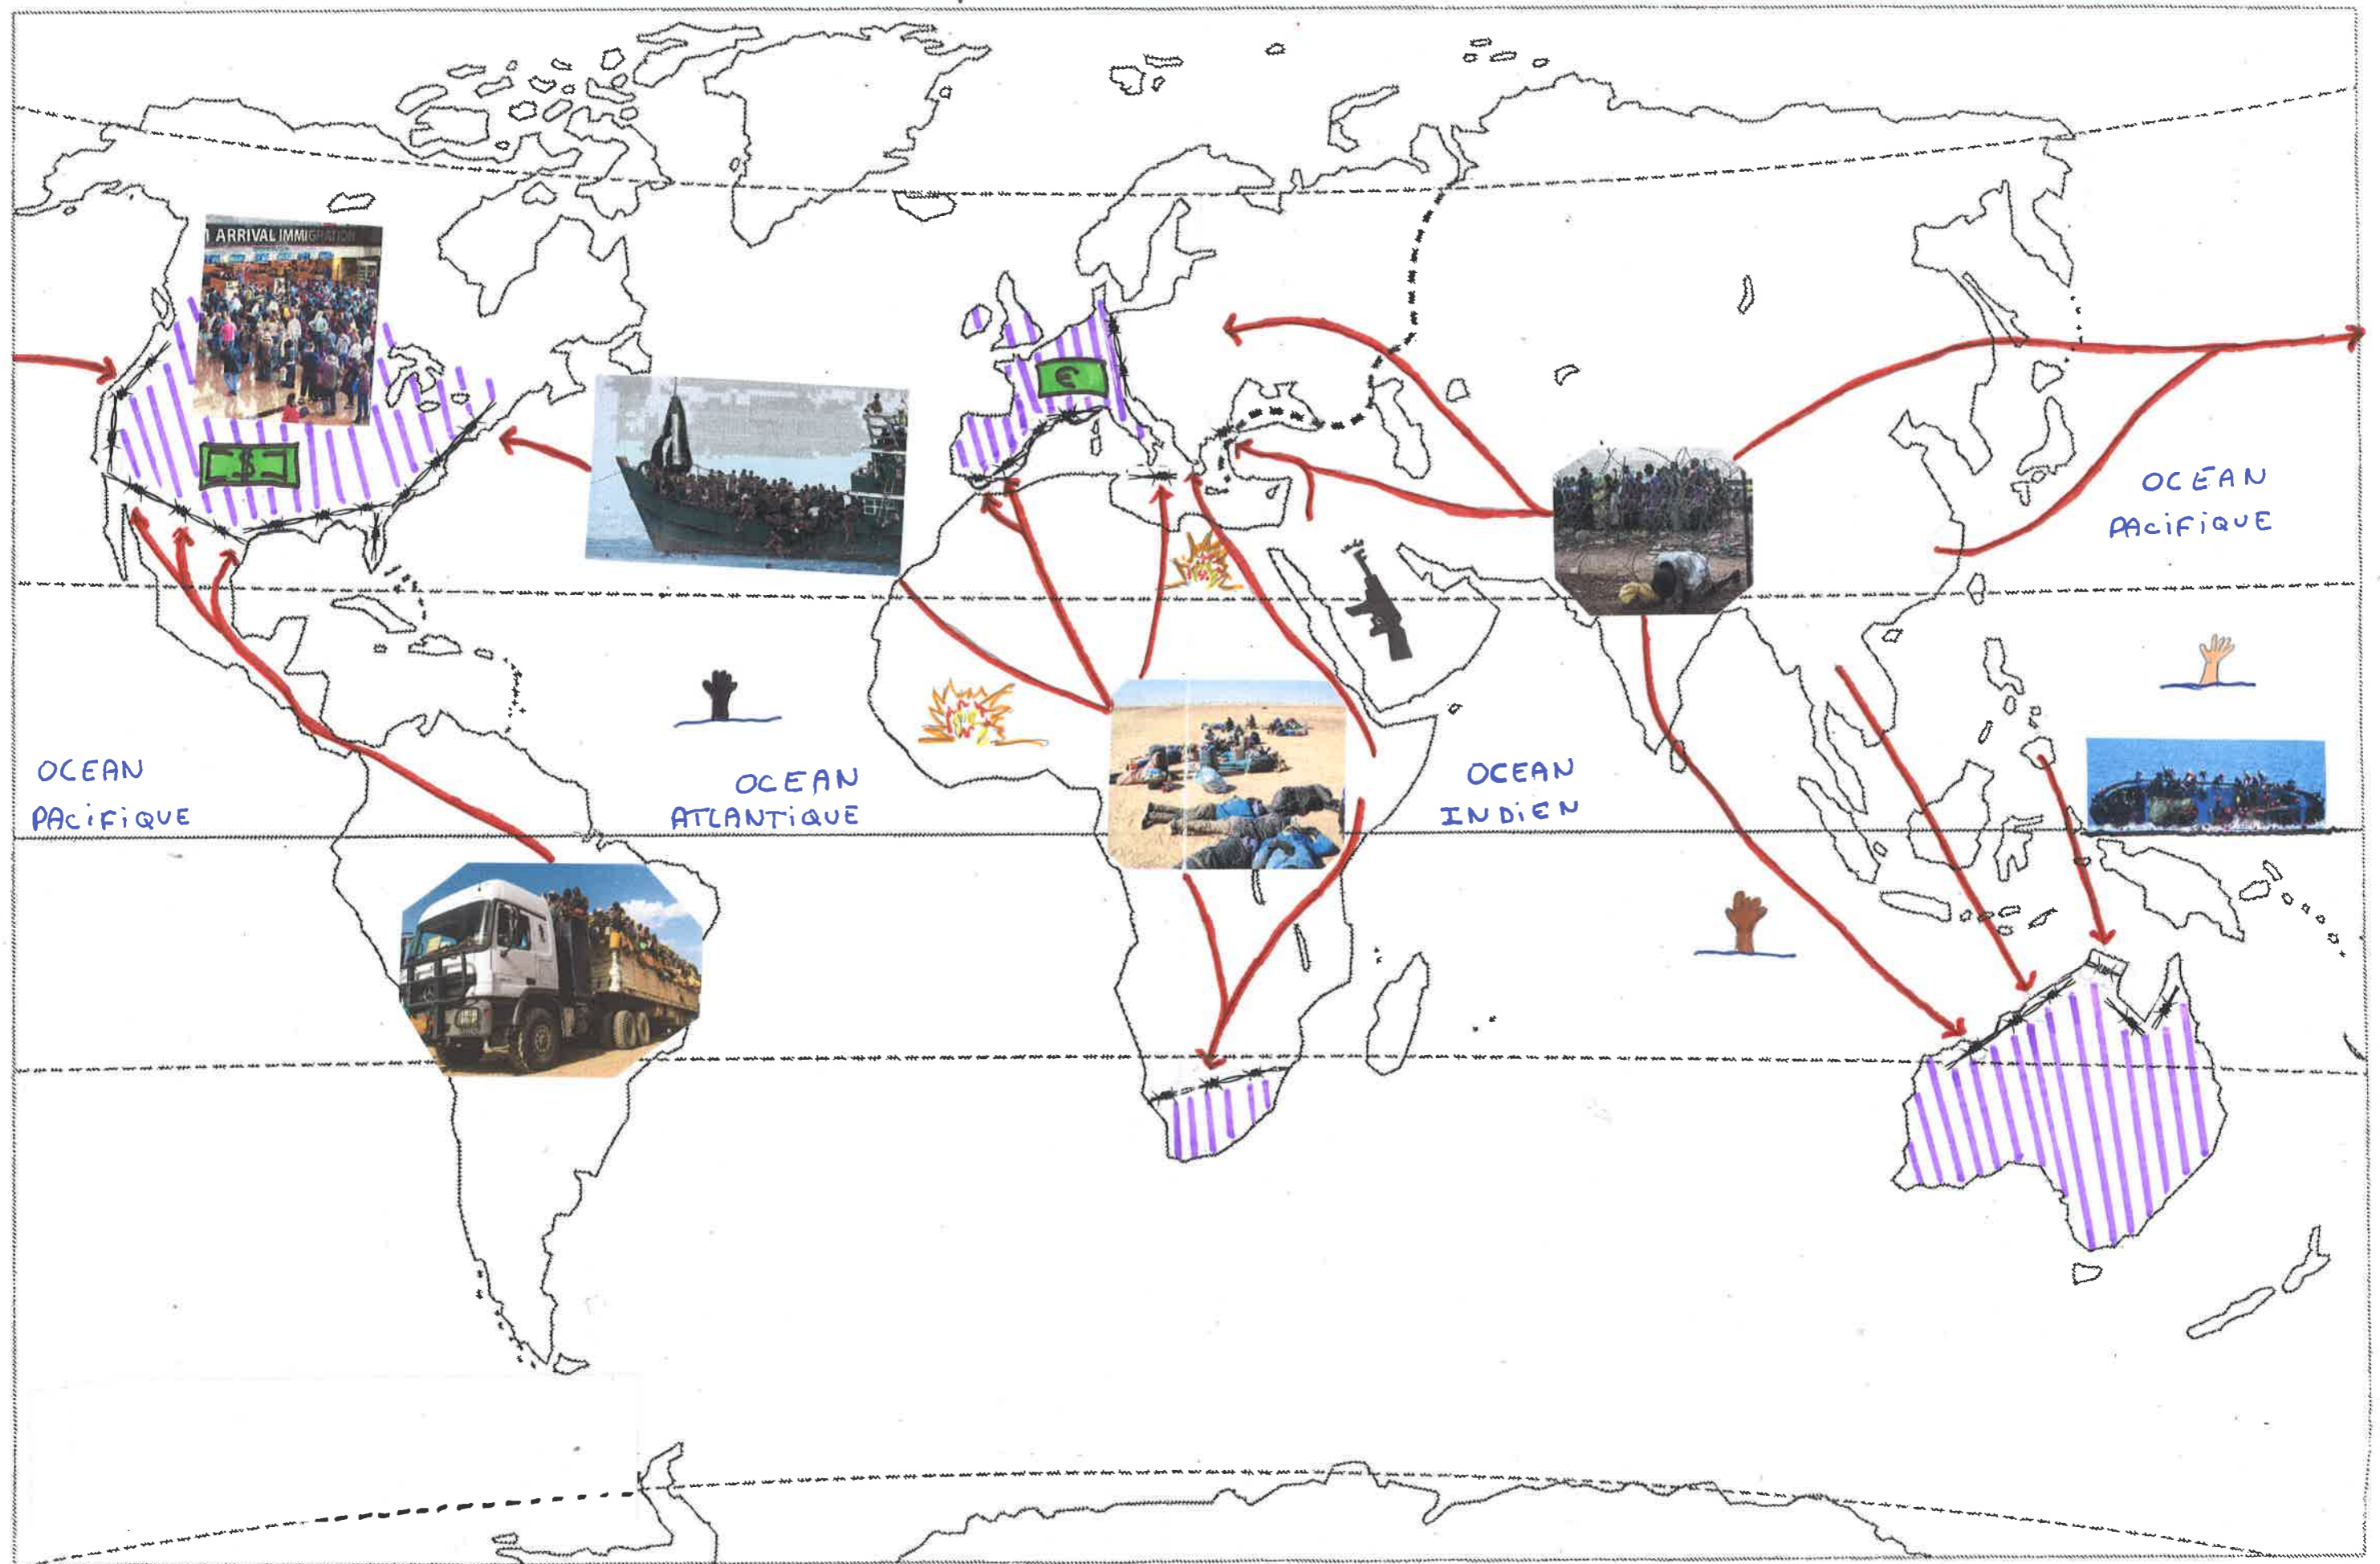 ARRIVAL IMMIGRATION
$
€
OCEAN
PACiFiQUE
OCEAN
PACiFiQUE
OCEAN
ATLANTiQUE
OCEAN
INDiEN